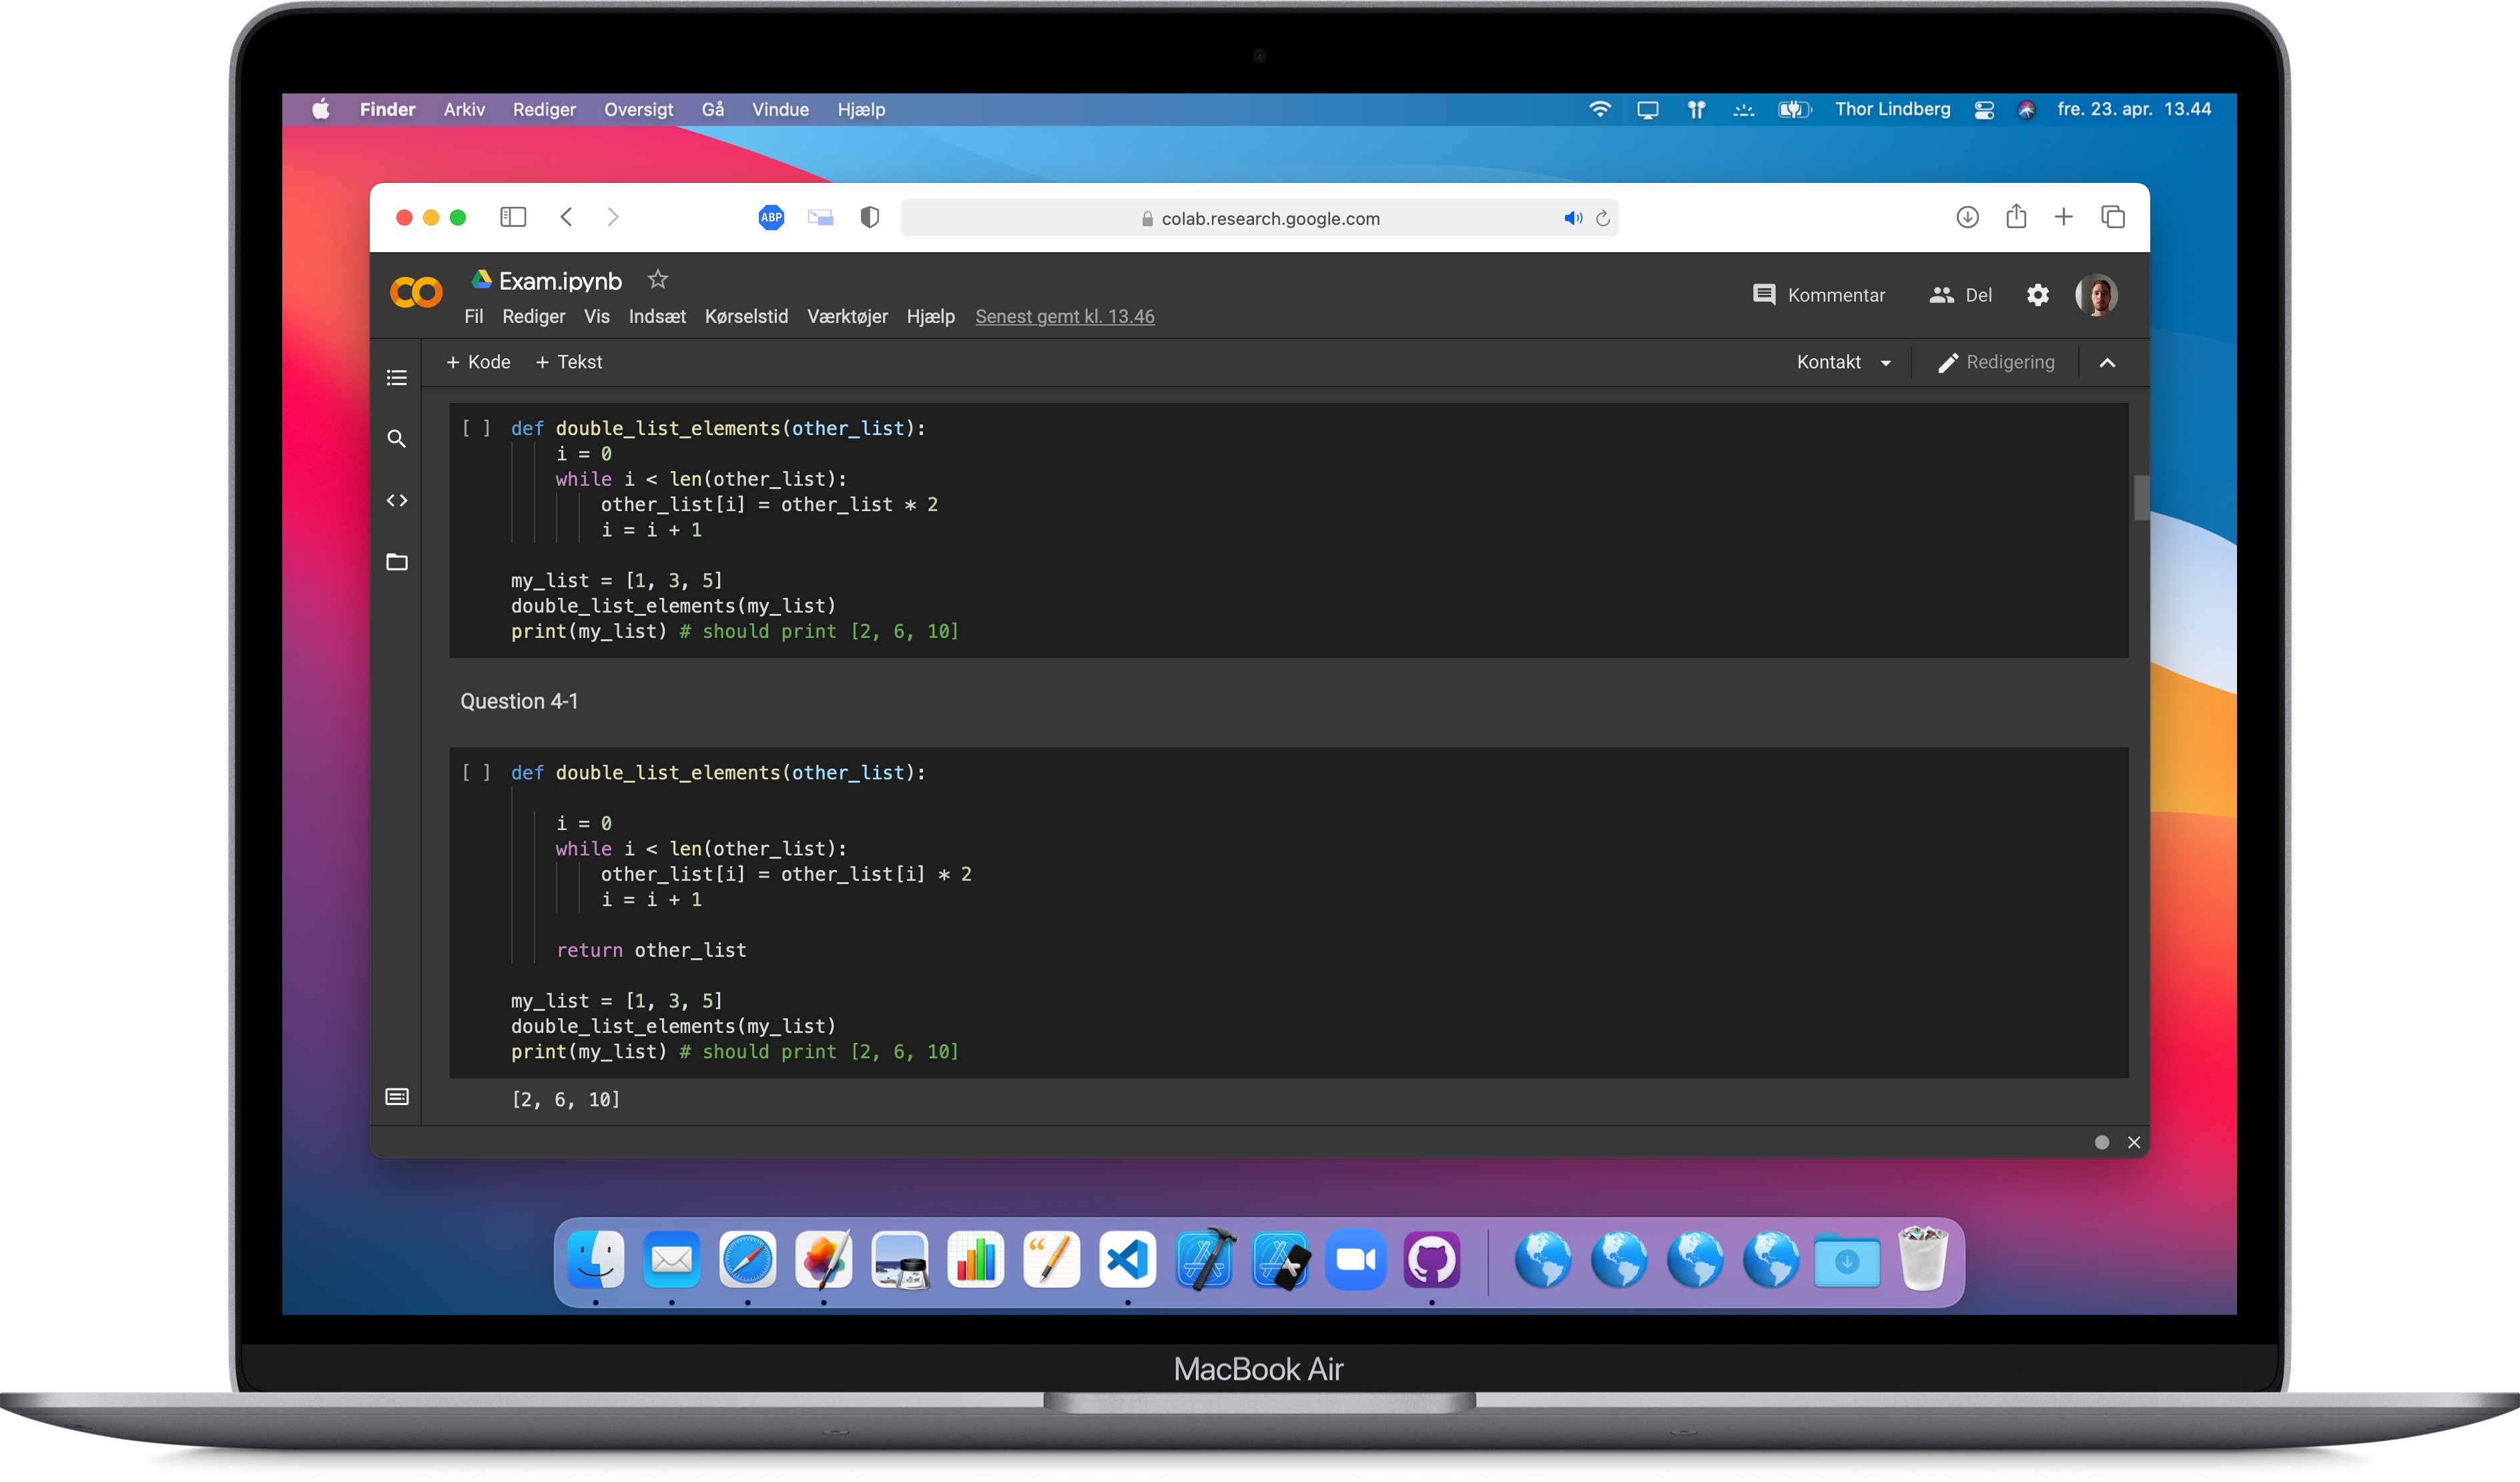 Finder Arkiv Rediger Oversigt Gå Vindue Hjælp Thor Lindberg fre. 23. apr. 13.44
ABP colab.research.google.com
Exam.ipynb
Kommentar Del
Fil Rediger Vis Indsæt Kørselstid Værktøjer Hjælp Senest gemt kl. 13.46
+ Kode + Tekst Kontakt Redigering
[ ] def double_list_elements(other_list):
i = 0
while i < len(other_list):
other_list[i] = other_list * 2
i = i + 1
my_list = [1, 3, 5]
double_list_elements(my_list)
print(my_list) # should print [2, 6, 10]
Question 4-1
[ ] def double_list_elements(other_list):
i = 0
while i < len(other_list):
other_list[i] = other_list[i] * 2
i = i + 1
return other_list
my_list = [1, 3, 5]
double_list_elements(my_list)
print(my_list) # should print [2, 6, 10]
[2, 6, 10]
MacBook Air